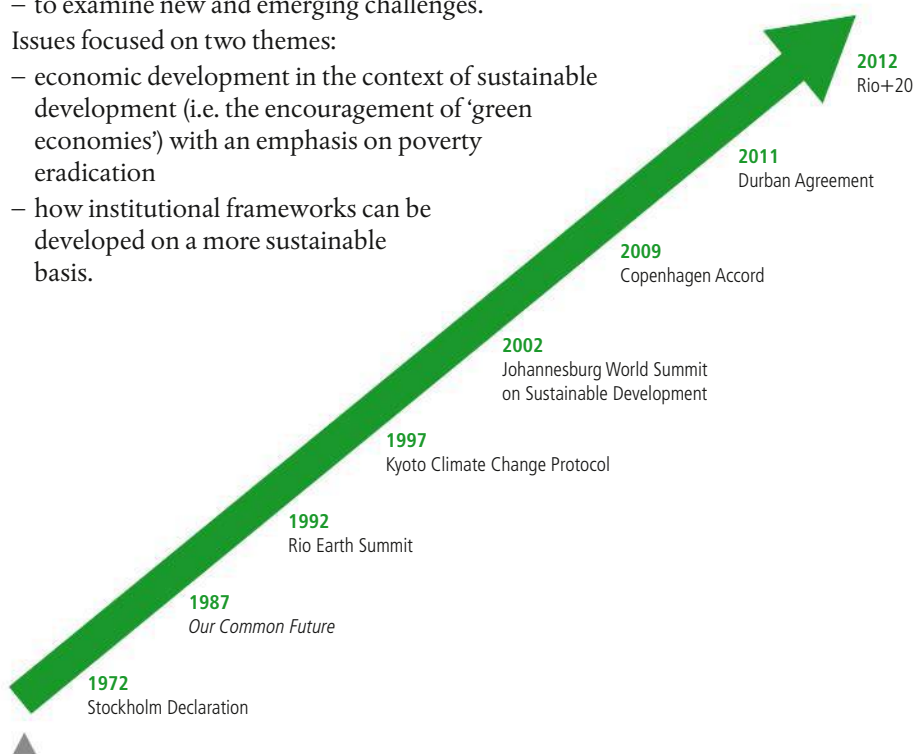 – to examine new and emerging challenges.
Issues focused on two themes:
– economic development in the context of sustainable
development (i.e. the encouragement of ‘green
economies’) with an emphasis on poverty
eradication
– how institutional frameworks can be
developed on a more sustainable
basis.
2012
Rio+20
2011
Durban Agreement
2009
Copenhagen Accord
2002
Johannesburg World Summit
on Sustainable Development
1997
Kyoto Climate Change Protocol
1992
Rio Earth Summit
1987
Our Common Future
1972
Stockholm Declaration